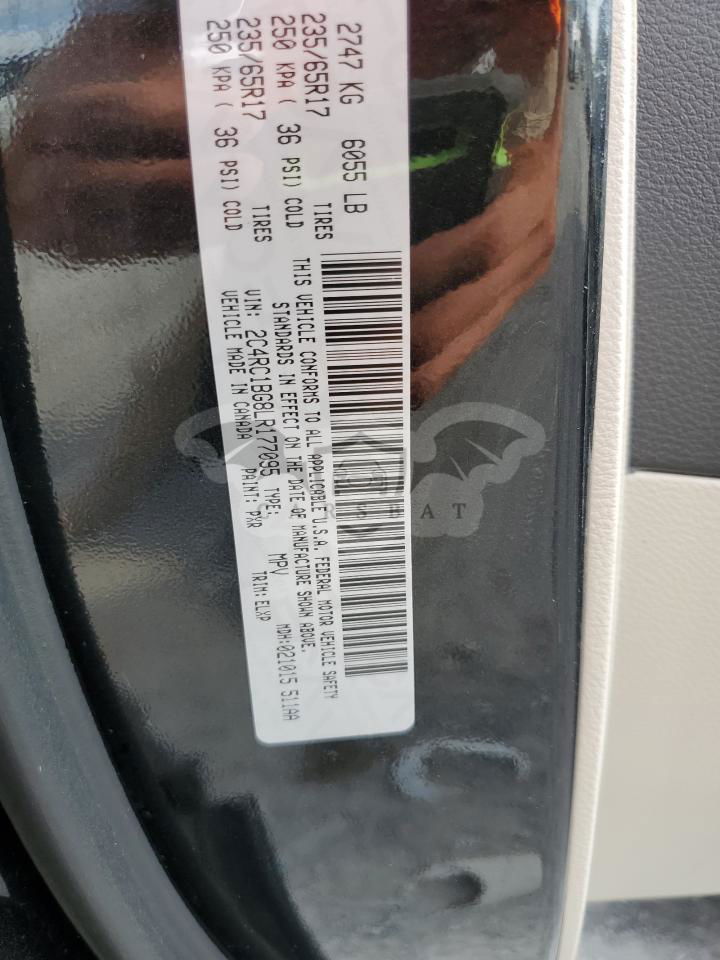 2747 KG 6055 LB
235/65R17 TIRES
250 KPA ( 36 PSI) COLD
235/65R17 TIRES
250 KPA ( 36 PSI) COLD
THIS VEHICLE CONFORMS TO ALL APPLICABLE U.S.A. FEDERAL MOTOR VEHICLE SAFETY
STANDARDS IN EFFECT ON THE DATE OF MANUFACTURE SHOWN ABOVE.
VIN: 2C4RC1BG8LR177095 TYPE: MPV MDH:021015 511AA
VEHICLE MADE IN CANADA PAINT: PXR TRIM: ELXP